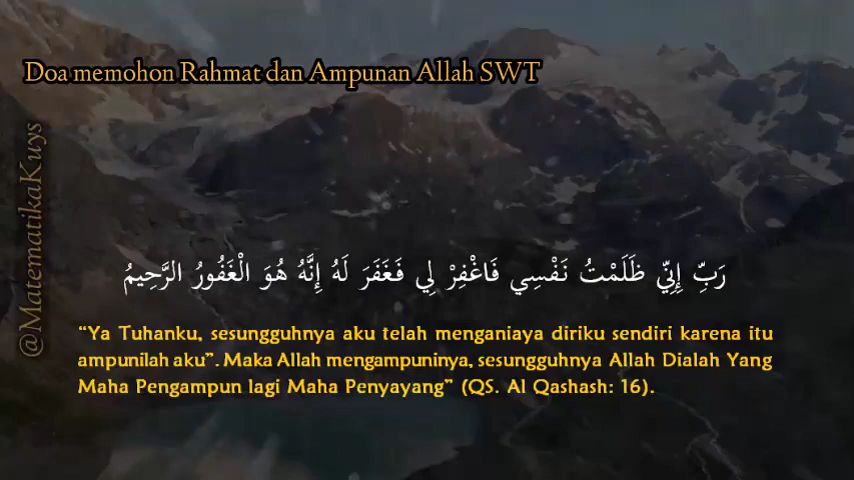 Doa memohon Rahmat dan Ampunan Allah SWT
@MatematikaKuys
رَبِّ إِنِّي ظَلَمْتُ نَفْسِي فَاغْفِرْ لِي فَغَفَرَ لَهُ إِنَّهُ هُوَ الْغَفُورُ الرَّحِيمُ
“Ya Tuhanku, sesungguhnya aku telah menganiaya diriku sendiri karena itu
ampunilah aku”. Maka Allah mengampuninya, sesungguhnya Allah Dialah Yang
Maha Pengampun lagi Maha Penyayang” (QS. Al Qashash: 16).